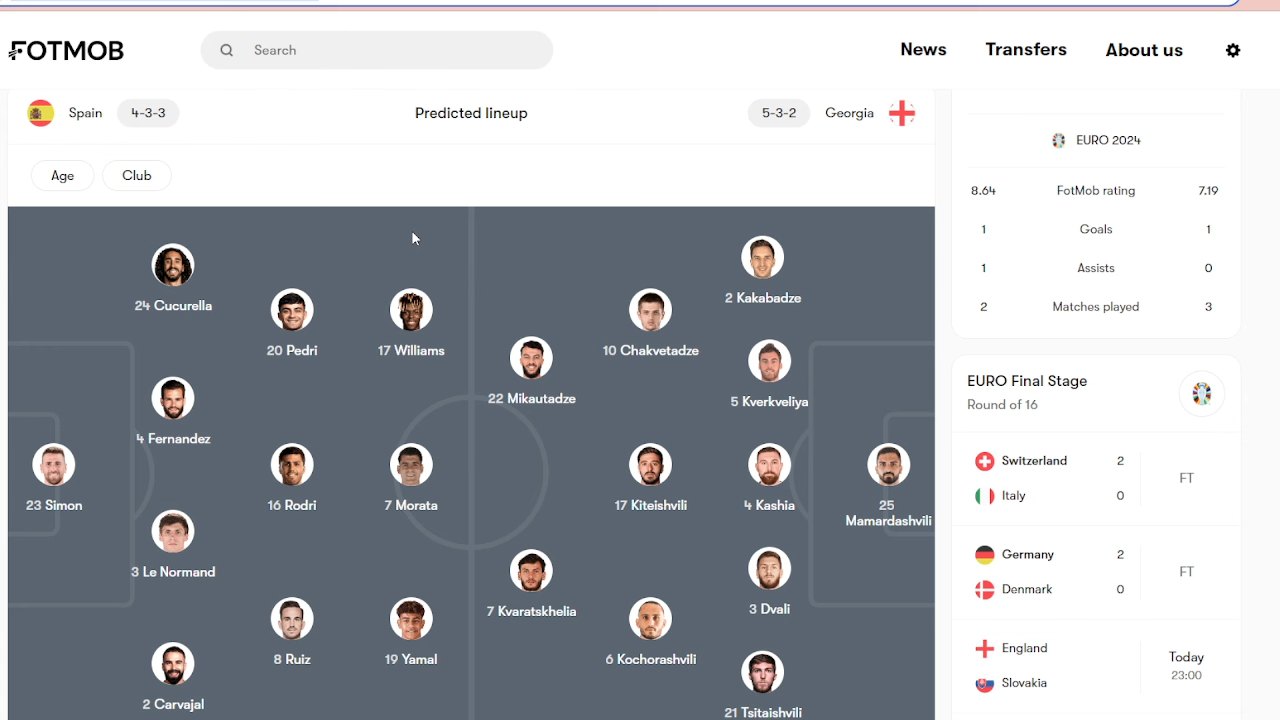 FOTMOB
Search
News
Transfers
About us
Spain
4-3-3
Predicted lineup
5-3-2
Georgia
Age
Club
24 Cucurella
20 Pedri
17 Williams
4 Fernandez
23 Simon
16 Rodri
7 Morata
3 Le Normand
8 Ruiz
19 Yamal
2 Carvajal
2 Kakabadze
10 Chakvetadze
22 Mikautadze
5 Kverkveliya
17 Kiteishvili
4 Kashia
25
Mamardashvili
7 Kvaratskhelia
3 Dvali
6 Kochorashvili
21 Tsitaishvili
EURO 2024
8.64 FotMob rating 7.19
1 Goals 1
1 Assists 0
2 Matches played 3
EURO Final Stage
Round of 16
Switzerland 2
Italy 0
FT
Germany 2
Denmark 0
FT
England
Slovakia
Today
23:00